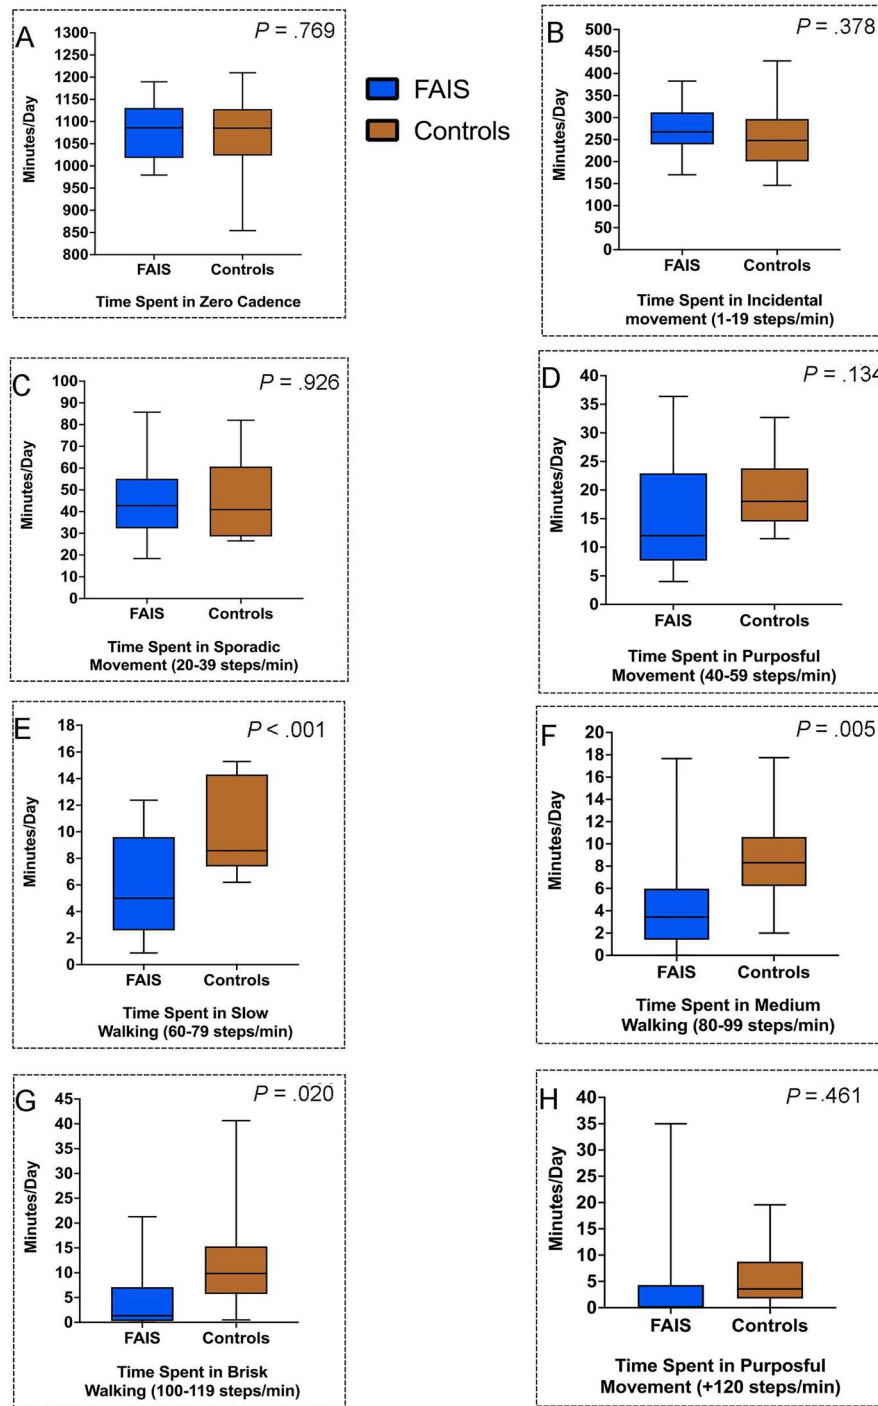 A
P = .769
Minutes/Day
1300
1200
1150
1100
1050
1000
950
900
850
800
FAIS
Controls
Time Spent in Zero Cadence
FAIS
Controls
B
P = .378
Minutes/Day
500
450
400
350
300
250
200
150
100
50
0
FAIS
Controls
Time Spent in Incidental
movement (1-19 steps/min)
C
P = .926
Minutes/Day
100
90
80
70
60
50
40
30
20
10
0
FAIS
Controls
Time Spent in Sporadic
Movement (20-39 steps/min)
D
P = .134
Minutes/Day
40
35
30
25
20
15
10
5
0
FAIS
Controls
Time Spent in Purposful
Movement (40-59 steps/min)
E
P < .001
Minutes/Day
18
16
14
12
10
8
6
4
2
0
FAIS
Controls
Time Spent in Slow
Walking (60-79 steps/min)
F
P = .005
Minutes/Day
20
18
16
14
12
10
8
6
4
2
0
FAIS
Controls
Time Spent in Medium
Walking (80-99 steps/min)
G
P = .020
Minutes/Day
45
40
35
30
25
20
15
10
5
0
FAIS
Controls
Time Spent in Brisk
Walking (100-119 steps/min)
H
P = .461
Minutes/Day
40
35
30
25
20
15
10
5
0
FAIS
Controls
Time Spent in Purposful
Movement (+120 steps/min)